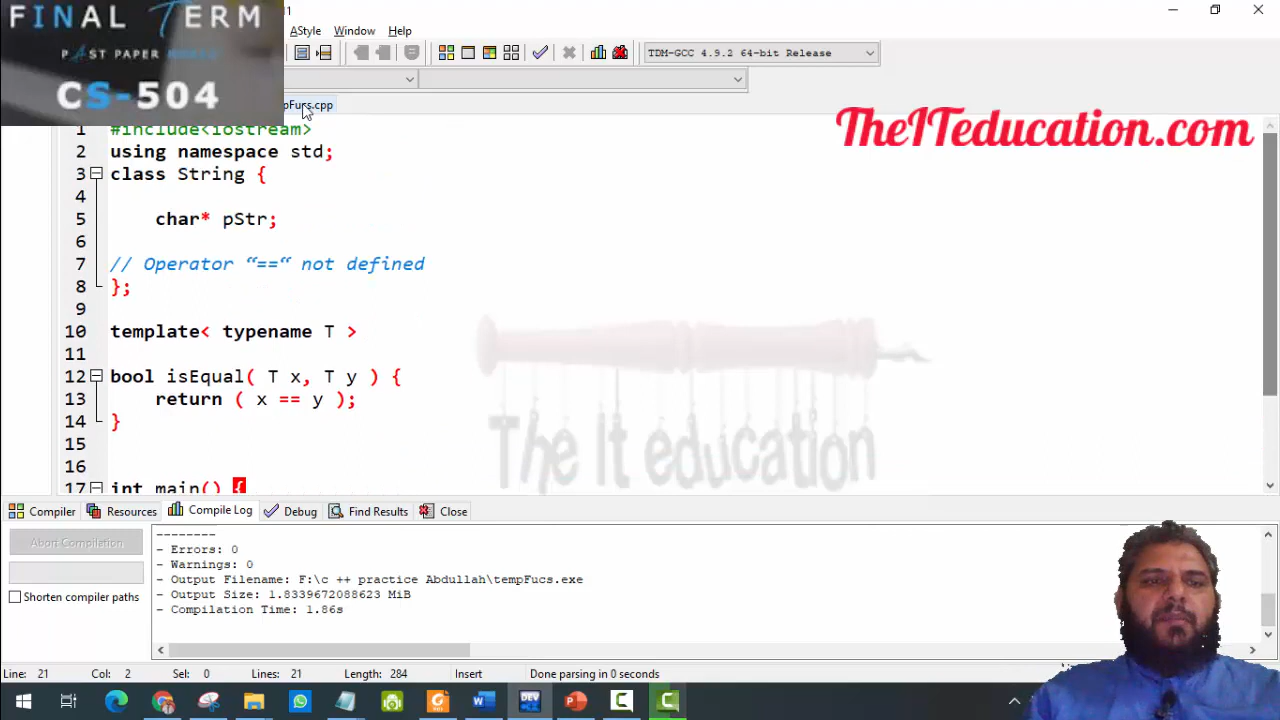 FINAL TERM
PAST PAPER
CS-504
11
AStyle Window Help
TDM-GCC 4.9.2 64-bit Release
pFucs.cpp
TheITeducation.com
1 #include<iostream>
2 using namespace std;
3 class String {
4
5 char* pStr;
6
7 // Operator “==“ not defined
8 };
9
10 template< typename T >
11
12 bool isEqual( T x, T y ) {
13 return ( x == y );
14 }
15
16
17 int main() {
The It education
Compiler Resources Compile Log Debug Find Results Close
Abort Compilation
Shorten compiler paths
--------
- Errors: 0
- Warnings: 0
- Output Filename: F:\c ++ practice Abdullah\tempFucs.exe
- Output Size: 1.8339672088623 MiB
- Compilation Time: 1.86s
Line: 21 Col: 2 Sel: 0 Lines: 21 Length: 284 Insert Done parsing in 0 seconds